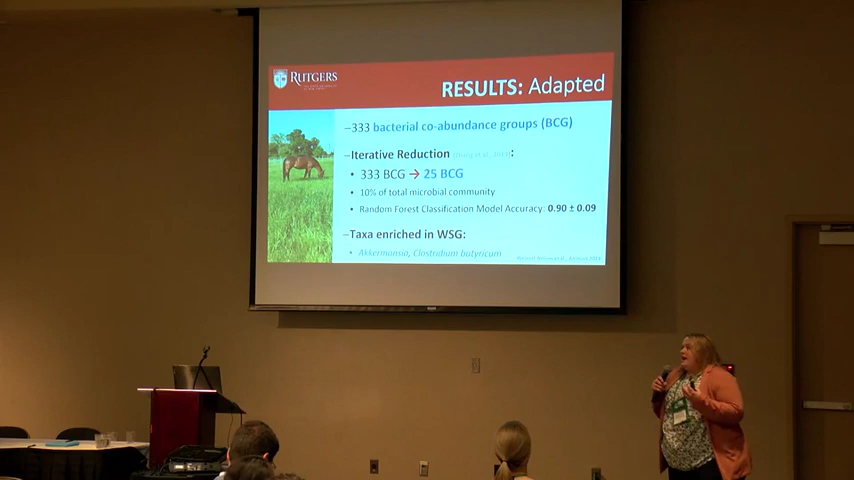 RUTGERS
RESULTS: Adapted
–333 bacterial co-abundance groups (BCG)
–Iterative Reduction :
• 333 BCG → 25 BCG
• 10% of total microbial community
• Random Forest Classification Model Accuracy: 0.90 ± 0.09
–Taxa enriched in WSG:
• Akkermansia, Clostridium butyricum